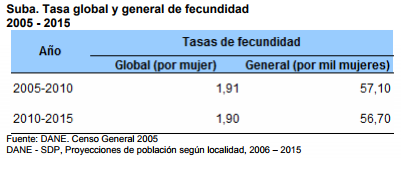 Suba. Tasa global y general de fecundidad
2005 - 2015
Año
Tasas de fecundidad
Global (por mujer) General (por mil mujeres)
2005-2010 1,91 57,10
2010-2015 1,90 56,70
Fuente: DANE. Censo General 2005
DANE - SDP, Proyecciones de población según localidad, 2006 – 2015